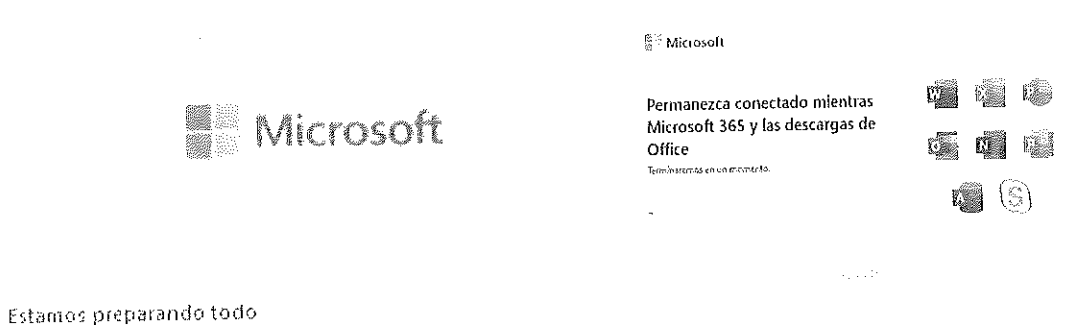 Microsoft
Estamos preparando todo
Microsoft
Permanezca conectado mientras
Microsoft 365 y las descargas de
Office
Terminaremos en un momento.
W X P
O N P
A S